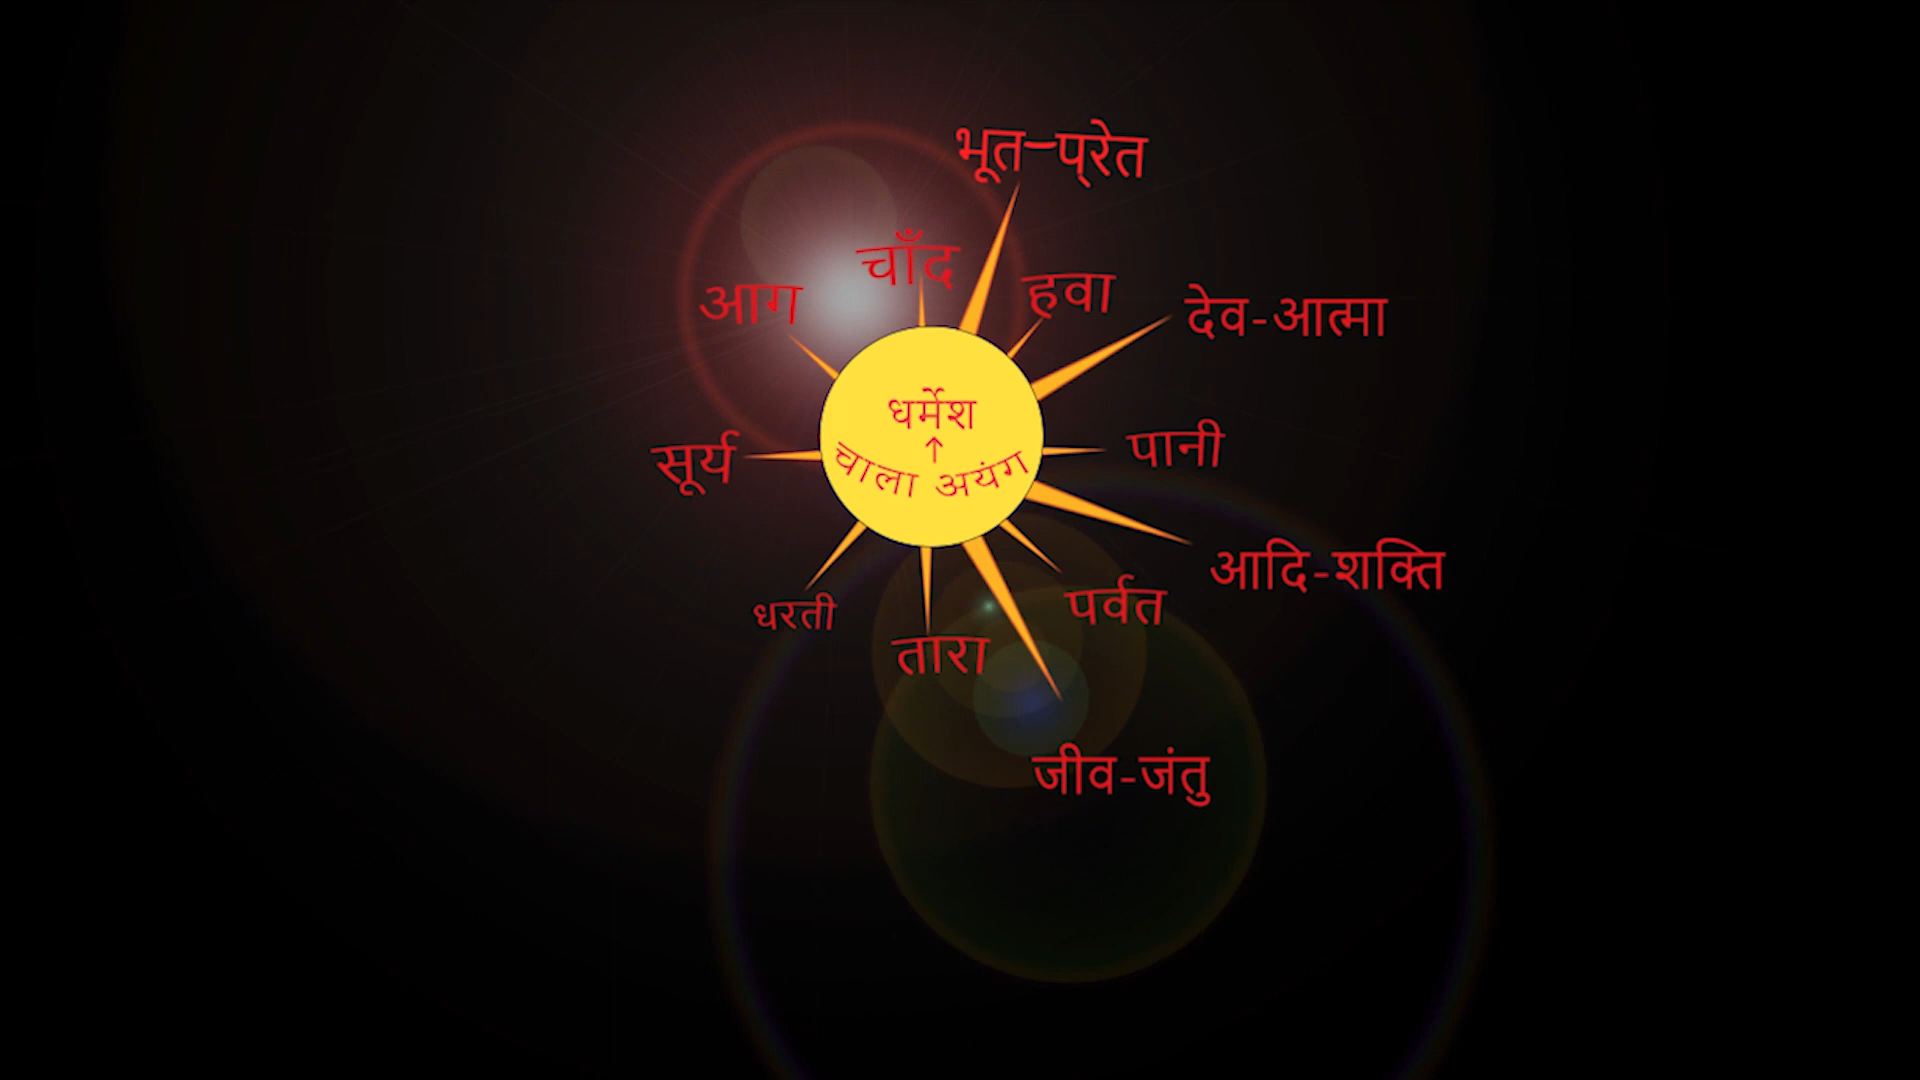 भूत-प्रेत
चाँद
आग
हवा
देव-आत्मा
धर्मेश
↑
चाला अयंग
सूर्य
पानी
आदि-शक्ति
धरती
तारा
पर्वत
जीव-जंतु